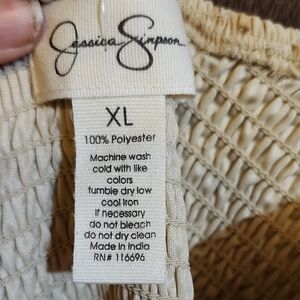 Jessica Simpson
XL
100% Polyester
Machine wash
cold with like
colors
tumble dry low
cool iron
if necessary
do not bleach
do not dry clean
Made in India
RN# 116696